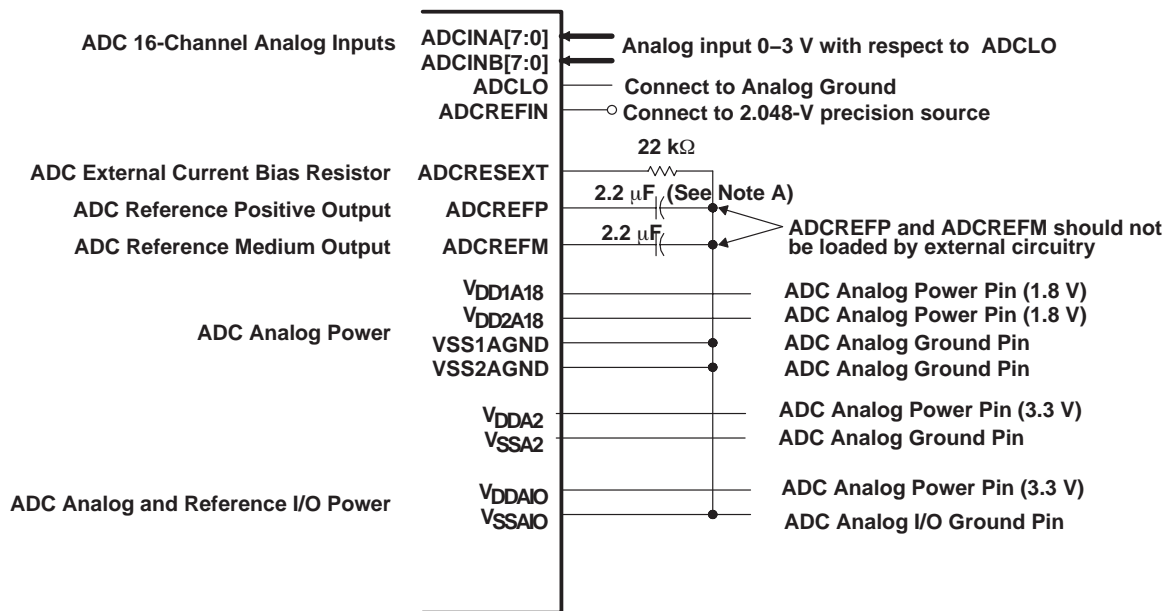 ADC 16-Channel Analog Inputs
ADCINA[7:0]
ADCINB[7:0]
Analog input 0–3 V with respect to ADCLO
ADCLO
Connect to Analog Ground
ADCREFIN
Connect to 2.048-V precision source
22 kΩ
ADC External Current Bias Resistor
ADCRESEXT
2.2 μF (See Note A)
ADC Reference Positive Output
ADCREFP
2.2 μF
ADC Reference Medium Output
ADCREFM
ADCREFP and ADCREFM should not
be loaded by external circuitry
VDD1A18
ADC Analog Power Pin (1.8 V)
VDD2A18
ADC Analog Power Pin (1.8 V)
ADC Analog Power
VSS1AGND
ADC Analog Ground Pin
VSS2AGND
ADC Analog Ground Pin
VDDA2
ADC Analog Power Pin (3.3 V)
VSSA2
ADC Analog Ground Pin
VDDAIO
ADC Analog Power Pin (3.3 V)
ADC Analog and Reference I/O Power
VSSAIO
ADC Analog I/O Ground Pin